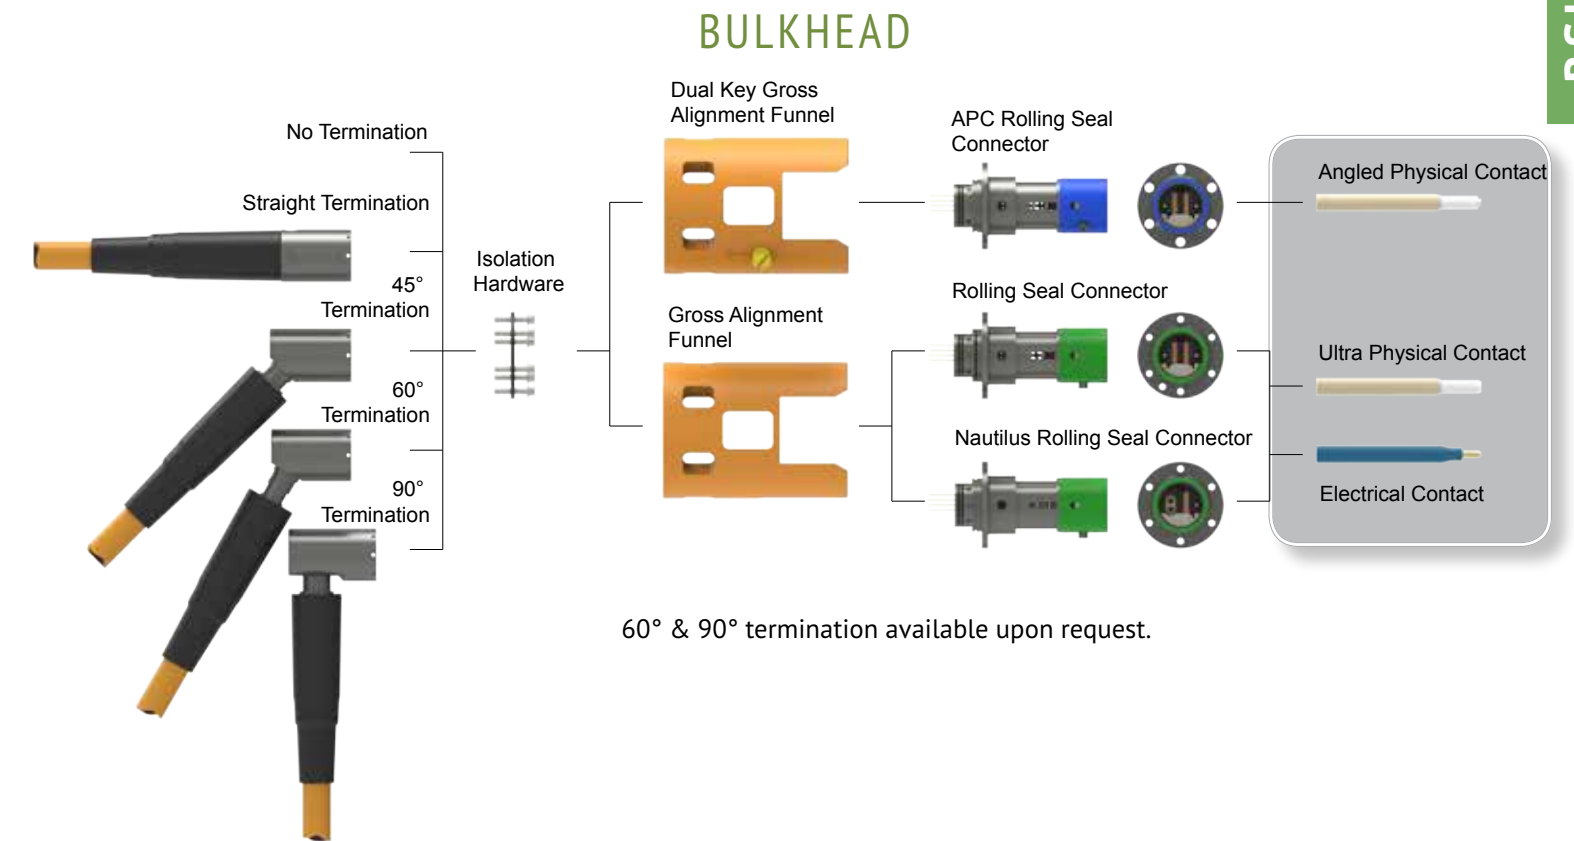 BULKHEAD
Dual Key Gross
Alignment Funnel
APC Rolling Seal
Connector
No Termination
Angled Physical Contact
Straight Termination
Isolation
Hardware
45°
Termination
Rolling Seal Connector
Gross Alignment
Funnel
Ultra Physical Contact
60°
Termination
Nautilus Rolling Seal Connector
90°
Termination
Electrical Contact
60° & 90° termination available upon request.